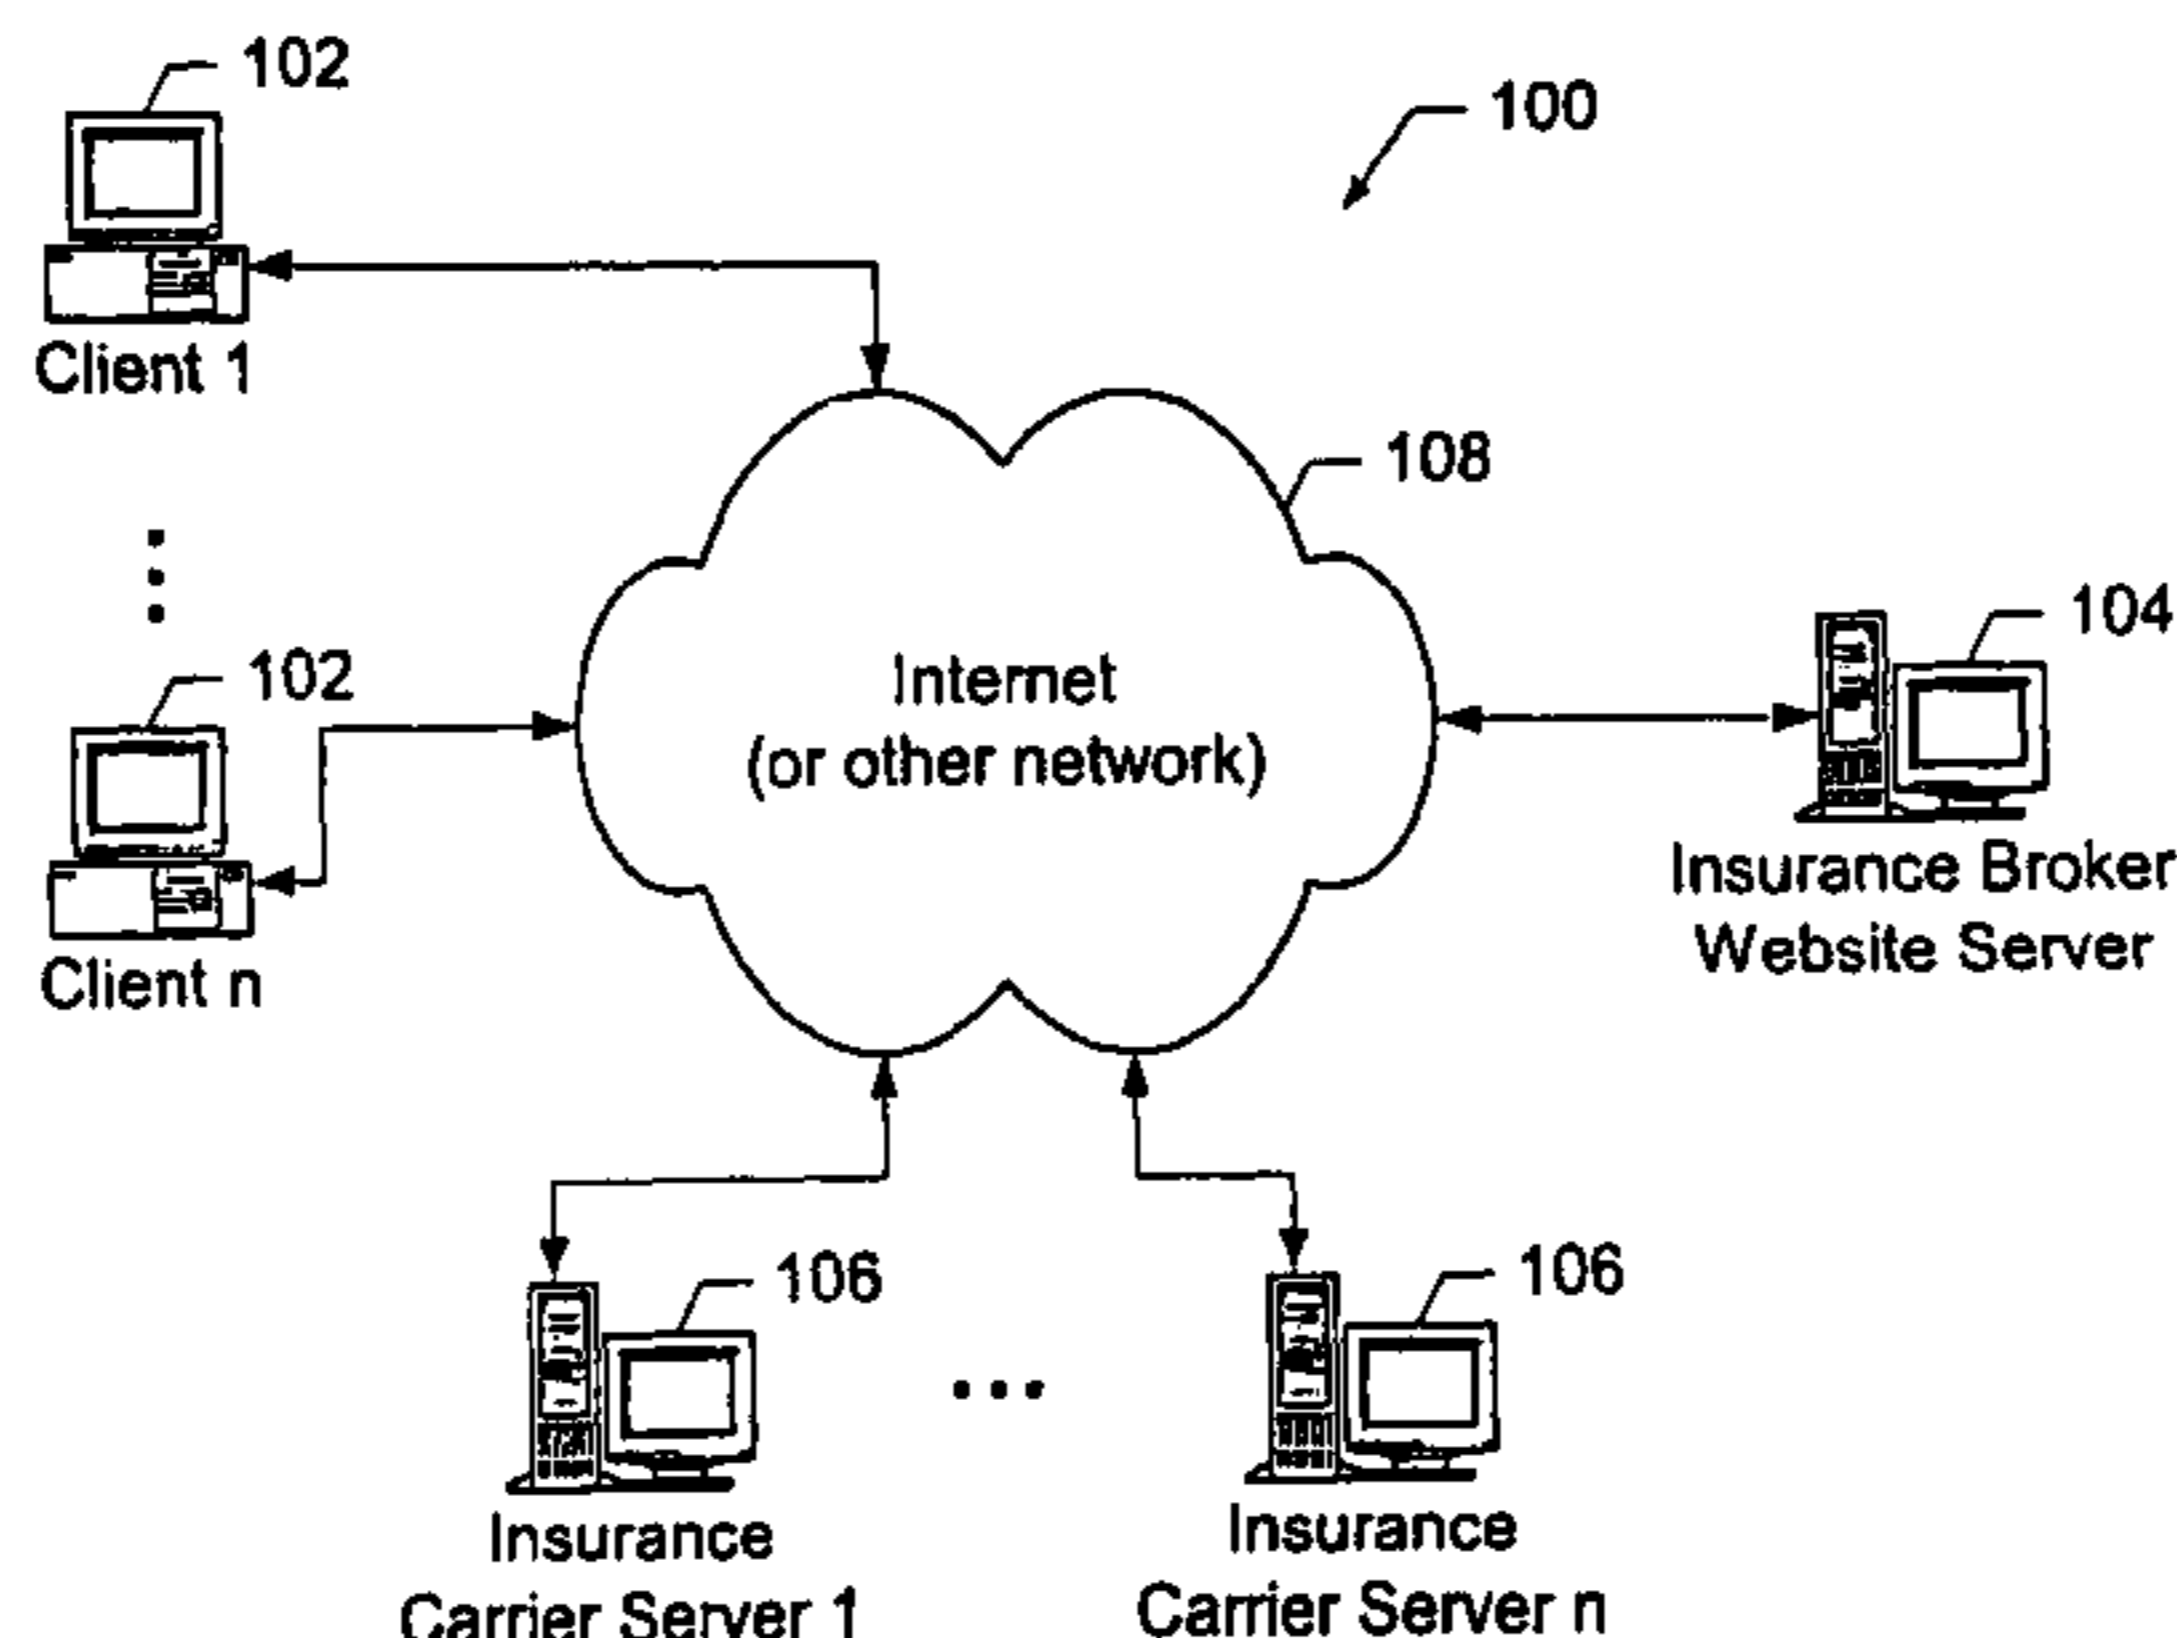 102
100
Client 1
108
102
Internet
(or other network)
104
Client n
Insurance Broker
Website Server
106
106
Insurance
Carrier Server 1
Insurance
Carrier Server n